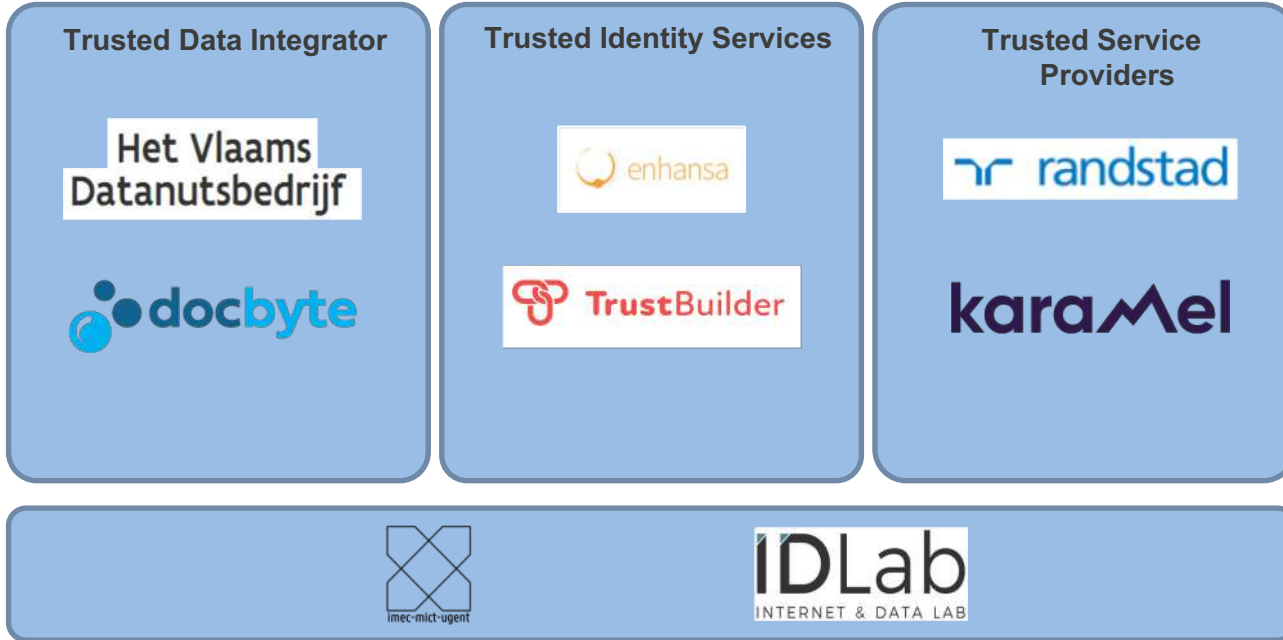 Trusted Data Integrator
Het Vlaams
Datanutsbedrijf
docbyte
Trusted Identity Services
enhansa
TrustBuilder
Trusted Service
Providers
randstad
karamel
imec-mict-ugent
IDLab
INTERNET & DATA LAB